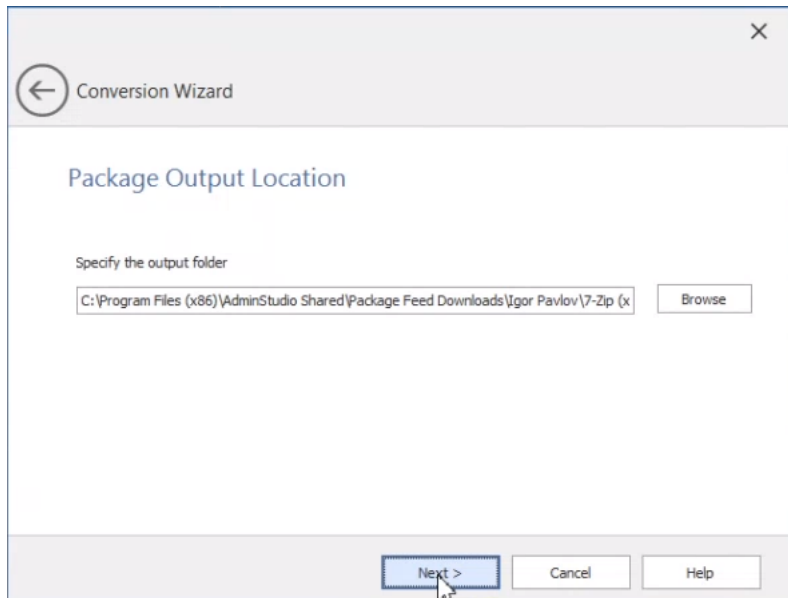 Conversion Wizard
Package Output Location
Specify the output folder
C:\Program Files (x86)\AdminStudio Shared\Package Feed Downloads\Igor Pavlov\7-Zip (x
Browse
Next >
Cancel
Help